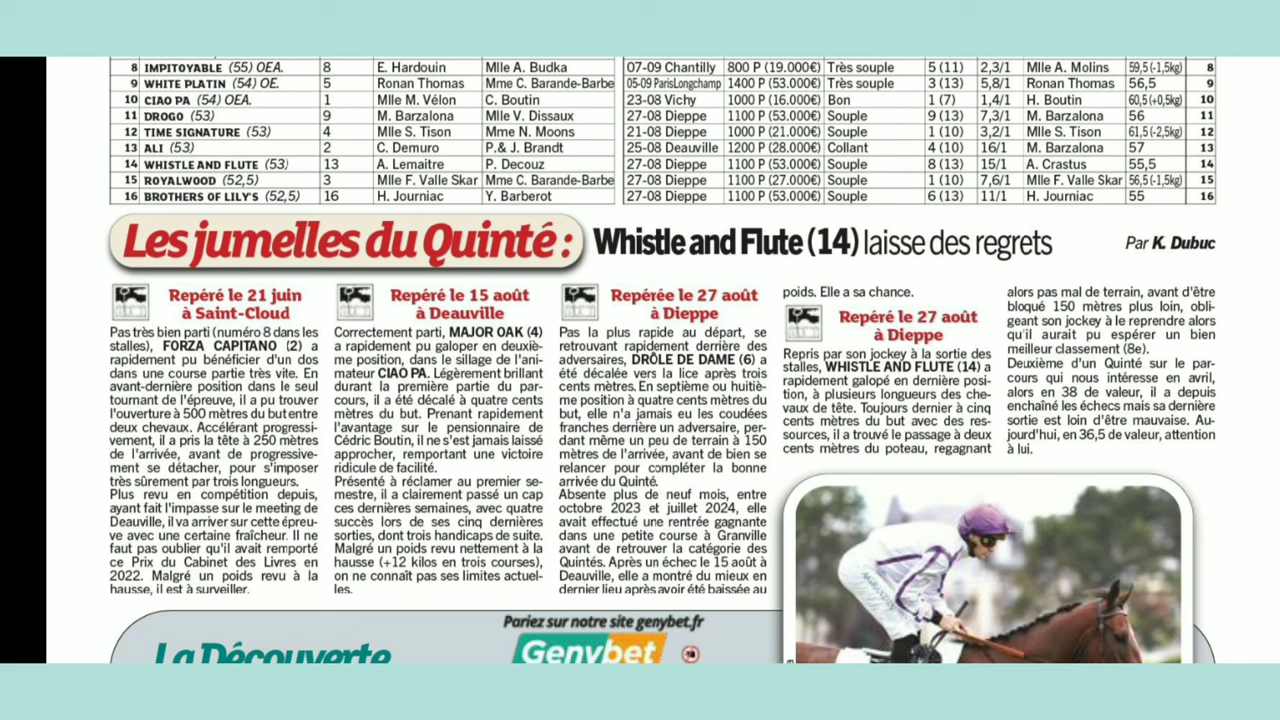 8 IMPITOYABLE (55) OEA. 8 E. Hardouin Mlle A. Budka 07-09 Chantilly 800 P (19.000€) Très souple 5 (11) 2,3/1 Mlle A. Molins 59,5 (-1,5kg) 8
9 WHITE PLATIN (54) OE. 5 Ronan Thomas Mme C. Barande-Barbe 05-09 ParisLongchamp 1400 P (53.000€) Très souple 3 (13) 5,8/1 Ronan Thomas 56,5 9
10 CIAO PA (54) OEA. 1 Mlle M. Vélon C. Boutin 23-08 Vichy 1000 P (16.000€) Bon 1 (7) 1,4/1 H. Boutin 60,5 (+0,5kg) 10
11 DROGO (53) 9 M. Barzalona Mlle V. Dissaux 27-08 Dieppe 1100 P (53.000€) Souple 9 (13) 7,3/1 M. Barzalona 56 11
12 TIME SIGNATURE (53) 4 Mlle S. Tison Mme N. Moons 21-08 Dieppe 1000 P (21.000€) Souple 1 (10) 3,2/1 Mlle S. Tison 61,5 (-2,5kg) 12
13 ALI (53) 2 C. Demuro P.& J. Brandt 25-08 Deauville 1200 P (28.000€) Collant 4 (10) 16/1 M. Barzalona 57 13
14 WHISTLE AND FLUTE (53) 13 A. Lemaitre P. Decouz 27-08 Dieppe 1100 P (53.000€) Souple 8 (13) 15/1 A. Crastus 55,5 14
15 ROYALWOOD (52,5) 3 Mlle F. Valle Skar Mme C. Barande-Barbe 27-08 Dieppe 1100 P (27.000€) Souple 1 (10) 7,6/1 Mlle F. Valle Skar 56,5 (-1,5kg) 15
16 BROTHERS OF LILY'S (52,5) 16 H. Journiac Y. Barberot 27-08 Dieppe 1100 P (53.000€) Souple 6 (13) 11/1 H. Journiac 55 16
Les jumelles du Quinté : Whistle and Flute (14) laisse des regrets Par K. Dubuc
Repéré le 21 juin
à Saint-Cloud
Pas très bien parti (numéro 8 dans les
stalles), FORZA CAPITANO (2) a
rapidement pu bénéficier d'un dos
dans une course partie très vite. En
avant-dernière position dans le seul
tournant de l'épreuve, il a pu trouver
l'ouverture à 500 mètres du but entre
deux chevaux. Accélérant progressi-
vement, il a pris la tête à 250 mètres
de l'arrivée, avant de progressive-
ment se détacher, pour s'imposer
très sûrement par trois longueurs.
Plus revu en compétition depuis,
ayant fait l'impasse sur le meeting de
Deauville, il va arriver sur cette épreu-
ve avec une certaine fraîcheur. Il ne
faut pas oublier qu'il avait remporté
ce Prix du Cabinet des Livres en
2022. Malgré un poids revu à la
hausse, il est à surveiller.
Repéré le 15 août
à Deauville
Correctement parti, MAJOR OAK (4)
a rapidement pu galoper en deuxiè-
me position, dans le sillage de l'ani-
mateur CIAO PA. Légèrement brillant
durant la première partie du par-
cours, il a été décalé à quatre cents
mètres du but. Prenant rapidement
l'avantage sur le pensionnaire de
Cédric Boutin, il ne s'est jamais laissé
approcher, remportant une victoire
ridicule de facilité.
Présenté à réclamer au premier se-
mestre, il a clairement passé un cap
ces dernières semaines, avec quatre
succès lors de ses cinq dernières
sorties, dont trois handicaps de suite.
Malgré un poids revu nettement à la
hausse (+12 kilos en trois courses),
on ne connaît pas ses limites actuel-
les.
Repérée le 27 août
à Dieppe
Pas la plus rapide au départ, se
retrouvant rapidement derrière des
adversaires, DRÔLE DE DAME (6) a
été décalée vers la lice après trois
cents mètres. En septième ou huitiè-
me position à quatre cents mètres du
but, elle n'a jamais eu les coudées
franches derrière un adversaire, per-
dant même un peu de terrain à 150
mètres de l'arrivée, avant de bien se
relancer pour compléter la bonne
arrivée du Quinté.
Absente plus de neuf mois, entre
octobre 2023 et juillet 2024, elle
avait effectué une rentrée gagnante
dans une petite course à Granville
avant de retrouver la catégorie des
Quintés. Après un échec le 15 août à
Deauville, elle a montré du mieux en
dernier lieu après avoir été baissée au
poids. Elle a sa chance.
Repéré le 27 août
à Dieppe
Repris par son jockey à la sortie des
stalles, WHISTLE AND FLUTE (14) a
rapidement galopé en dernière posi-
tion, à plusieurs longueurs des che-
vaux de tête. Toujours dernier à cinq
cents mètres du but avec des res-
sources, il a trouvé le passage à deux
cents mètres du poteau, regagnant
alors pas mal de terrain, avant d'être
bloqué 150 mètres plus loin, obli-
geant son jockey à le reprendre alors
qu'il aurait pu espérer un bien
meilleur classement (8e).
Deuxième d'un Quinté sur le par-
cours qui nous intéresse en avril,
alors en 38 de valeur, il a depuis
enchaîné les échecs mais sa dernière
sortie est loin d'être mauvaise. Au-
jourd'hui, en 36,5 de valeur, attention
à lui.
Pariez sur notre site genybet.fr
La Découverte
Genybet